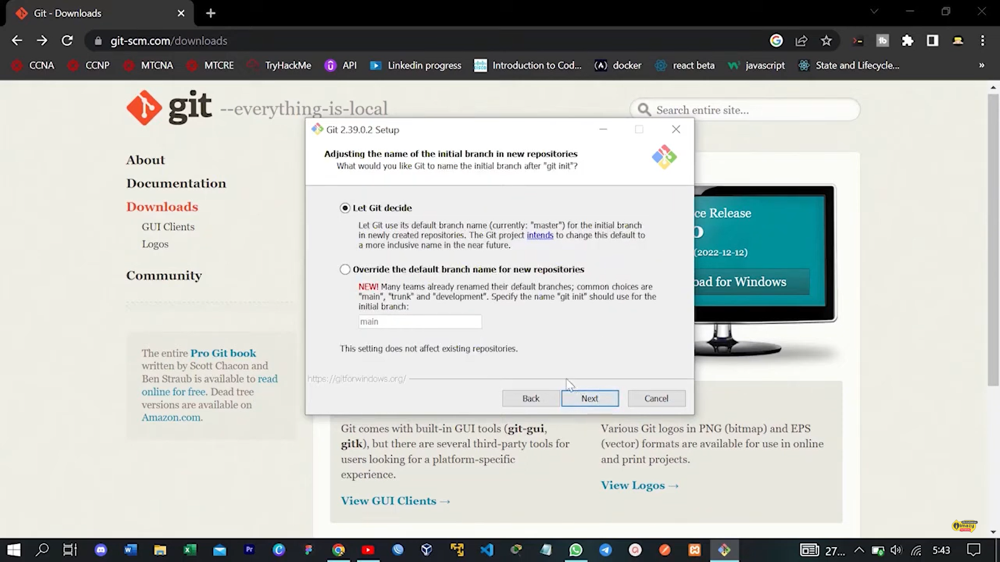 Git - Downloads
git-scm.com/downloads
CCNA
CCNP
MTCNA
MTCRE
TryHackMe
API
Linkedin progress
Introduction to Cod...
docker
react beta
javascript
State and Lifecycle...
»
git --everything-is-local
Search entire site...
About
Documentation
Downloads
GUI Clients
Logos
Community
The entire Pro Git book
written by Scott Chacon and
Ben Straub is available to read
online for free. Dead tree
versions are available on
Amazon.com.
Git 2.39.0.2 Setup
Adjusting the name of the initial branch in new repositories
What would you like Git to name the initial branch after "git init"?
Let Git decide
Let Git use its default branch name (currently: "master") for the initial branch
in newly created repositories. The Git project intends to change this default to
a more inclusive name in the near future.
Override the default branch name for new repositories
NEW! Many teams already renamed their default branches; common choices are
"main", "trunk" and "development". Specify the name "git init" should use for the
initial branch:
main
This setting does not affect existing repositories.
https://gitforwindows.org/
Back
Next
Cancel
ce Release
(2022-12-12)
oad for Windows
Git comes with built-in GUI tools (git-gui,
gitk), but there are several third-party tools for
users looking for a platform-specific
experience.
View GUI Clients →
Various Git logos in PNG (bitmap) and EPS
(vector) formats are available for use in online
and print projects.
View Logos →
imazy
27...
5:43